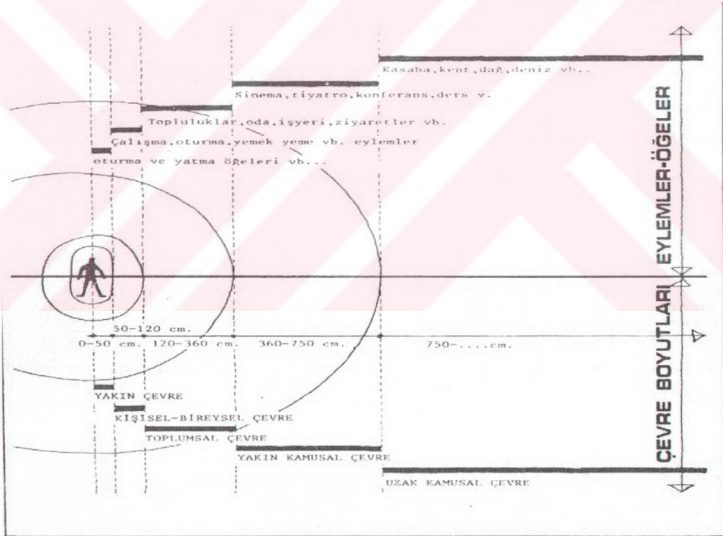 Kasaba,kent,dağ,deniz vb..
Sinema,tiyatro,konferans,ders v.
Topluluklar,oda,işyeri,ziyaretler vb.
Çalışma,oturma,yemek yeme vb. eylemler
oturma ve yatma öğeleri vb...
EYLEMLER-ÖĞELER
50-120 cm.
0-50 cm. 120-360 cm. 360-750 cm. 750-....cm.
ÇEVRE BOYUTLARI
YAKIN ÇEVRE
KİŞİSEL-BİREYSEL ÇEVRE
TOPLUMSAL ÇEVRE
YAKIN KAMUSAL ÇEVRE
UZAK KAMUSAL ÇEVRE